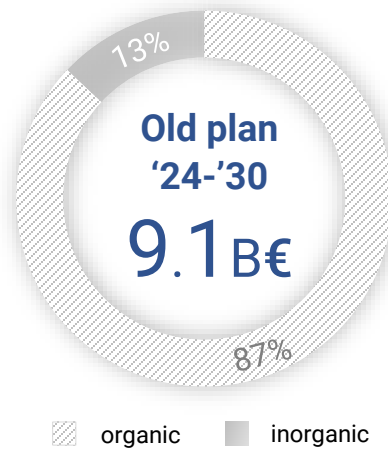 13%
Old plan
‘24-’30
9.1B€
87%
organic inorganic